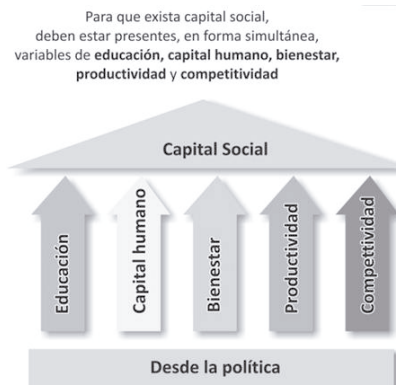 Para que exista capital social,
deben estar presentes, en forma simultánea,
variables de educación, capital humano, bienestar,
productividad y competitividad
Capital Social
Educación
Capital humano
Bienestar
Productividad
Compettividad
Desde la política